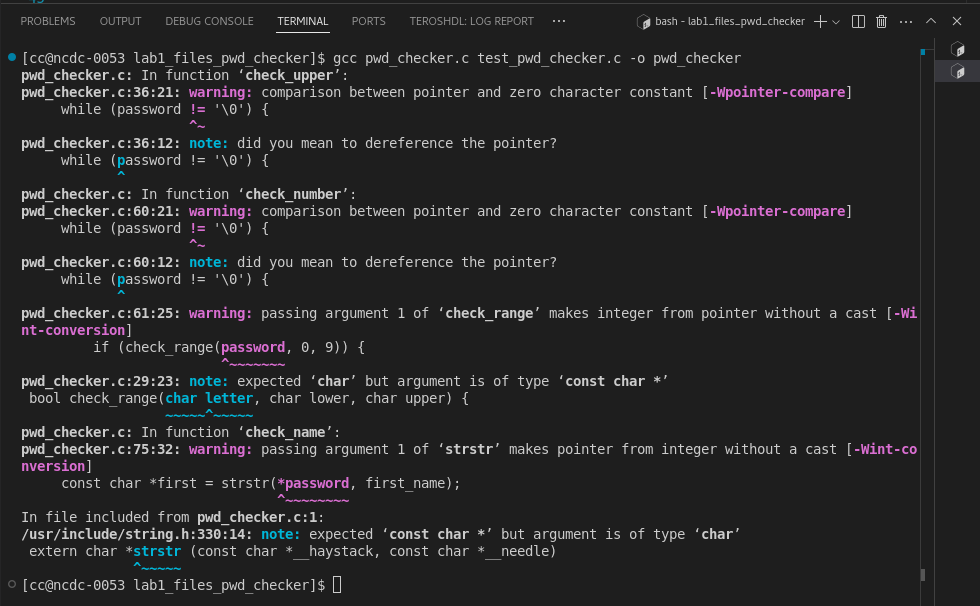 PROBLEMS OUTPUT DEBUG CONSOLE TERMINAL PORTS TEROSHDL: LOG REPORT ··· bash - lab1_files_pwd_checker
[cc@ncdc-0053 lab1_files_pwd_checker]$ gcc pwd_checker.c test_pwd_checker.c -o pwd_checker
pwd_checker.c: In function ‘check_upper’:
pwd_checker.c:36:21: warning: comparison between pointer and zero character constant [-Wpointer-compare]
     while (password != '\0') {
                     ^~
pwd_checker.c:36:12: note: did you mean to dereference the pointer?
     while (password != '\0') {
            ^
pwd_checker.c: In function ‘check_number’:
pwd_checker.c:60:21: warning: comparison between pointer and zero character constant [-Wpointer-compare]
     while (password != '\0') {
                     ^~
pwd_checker.c:60:12: note: did you mean to dereference the pointer?
     while (password != '\0') {
            ^
pwd_checker.c:61:25: warning: passing argument 1 of ‘check_range’ makes integer from pointer without a cast [-Wi
nt-conversion]
         if (check_range(password, 0, 9)) {
                         ^~~~~~~~
pwd_checker.c:29:23: note: expected ‘char’ but argument is of type ‘const char *’
 bool check_range(char letter, char lower, char upper) {
                  ~~~~~^~~~~~
pwd_checker.c: In function ‘check_name’:
pwd_checker.c:75:32: warning: passing argument 1 of ‘strstr’ makes pointer from integer without a cast [-Wint-co
nversion]
     const char *first = strstr(*password, first_name);
                                ^~~~~~~~~
In file included from pwd_checker.c:1:
/usr/include/string.h:330:14: note: expected ‘const char *’ but argument is of type ‘char’
 extern char *strstr (const char *__haystack, const char *__needle)
              ^~~~~~
[cc@ncdc-0053 lab1_files_pwd_checker]$